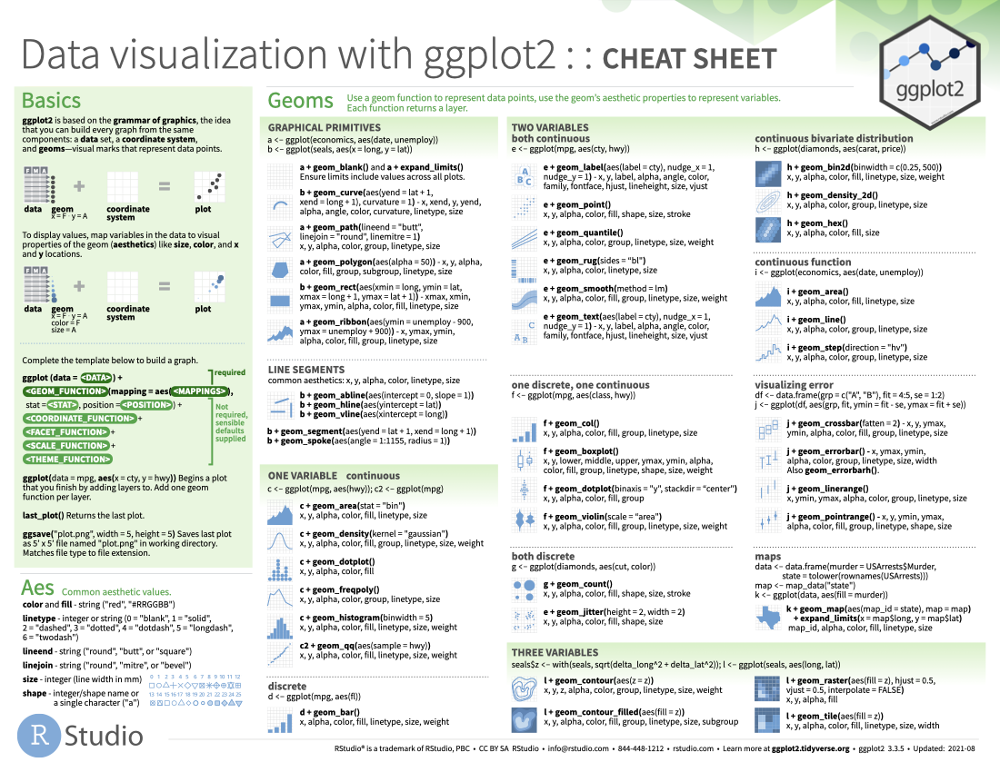 Data visualization with ggplot2 : : CHEAT SHEET
ggplot2
Basics
ggplot2 is based on the grammar of graphics, the idea
that you can build every graph from the same
components: a data set, a coordinate system,
and geoms—visual marks that represent data points.
F M A
+
=
data
geom
x = F y = A
coordinate
system
plot
To display values, map variables in the data to visual
properties of the geom (aesthetics) like size, color, and x
and y locations.
F M A
+
=
data
geom
x = F y = A
color = F
size = A
coordinate
system
plot
Complete the template below to build a graph.
required
ggplot (data = <DATA>) +
<GEOM_FUNCTION>(mapping = aes(<MAPPINGS>),
stat = <STAT>, position = <POSITION>) +
<COORDINATE_FUNCTION> +
<FACET_FUNCTION> +
<SCALE_FUNCTION> +
<THEME_FUNCTION>
Not
required,
sensible
defaults
supplied
ggplot(data = mpg, aes(x = cty, y = hwy)) Begins a plot
that you finish by adding layers to. Add one geom
function per layer.
last_plot() Returns the last plot.
ggsave("plot.png", width = 5, height = 5) Saves last plot
as 5' x 5' file named "plot.png" in working directory.
Matches file type to file extension.
Aes Common aesthetic values.
color and fill - string ("red", "#RRGGBB")
linetype - integer or string (0 = "blank", 1 = "solid",
2 = "dashed", 3 = "dotted", 4 = "dotdash", 5 = "longdash",
6 = "twodash")
lineend - string ("round", "butt", or "square")
linejoin - string ("round", "mitre", or "bevel")
size - integer (line width in mm)
shape - integer/shape name or
a single character ("a")
0 1 2 3 4 5 6 7 8 9 10 11 12
13 14 15 16 17 18 19 20 21 22 23 24 25
R Studio
Geoms
Use a geom function to represent data points, use the geom's aesthetic properties to represent variables.
Each function returns a layer.
GRAPHICAL PRIMITIVES
a <- ggplot(economics, aes(date, unemploy))
b <- ggplot(seals, aes(x = long, y = lat))
a + geom_blank() and a + expand_limits()
Ensure limits include values across all plots.
b + geom_curve(aes(yend = lat + 1,
xend = long + 1), curvature = 1) - x, xend, y, yend,
alpha, angle, color, curvature, linetype, size
a + geom_path(lineend = "butt",
linejoin = "round", linemitre = 1)
x, y, alpha, color, group, linetype, size
a + geom_polygon(aes(alpha = 50)) - x, y, alpha,
color, fill, group, subgroup, linetype, size
b + geom_rect(aes(xmin = long, ymin = lat,
xmax = long + 1, ymax = lat + 1)) - xmax, xmin,
ymax, ymin, alpha, color, fill, linetype, size
a + geom_ribbon(aes(ymin = unemploy - 900,
ymax = unemploy + 900)) - x, ymax, ymin,
alpha, color, fill, group, linetype, size
LINE SEGMENTS
common aesthetics: x, y, alpha, color, linetype, size
b + geom_abline(aes(intercept = 0, slope = 1))
b + geom_hline(aes(yintercept = lat))
b + geom_vline(aes(xintercept = long))
b + geom_segment(aes(yend = lat + 1, xend = long + 1))
b + geom_spoke(aes(angle = 1:1155, radius = 1))
ONE VARIABLE continuous
c <- ggplot(mpg, aes(hwy)); c2 <- ggplot(mpg)
c + geom_area(stat = "bin")
x, y, alpha, color, fill, linetype, size
c + geom_density(kernel = "gaussian")
x, y, alpha, color, fill, group, linetype, size, weight
c + geom_dotplot()
x, y, alpha, color, fill
c + geom_freqpoly()
x, y, alpha, color, group, linetype, size
c + geom_histogram(binwidth = 5)
x, y, alpha, color, fill, linetype, size, weight
c2 + geom_qq(aes(sample = hwy))
x, y, alpha, color, fill, linetype, size, weight
discrete
d <- ggplot(mpg, aes(fl))
d + geom_bar()
x, alpha, color, fill, linetype, size, weight
TWO VARIABLES
both continuous
e <- ggplot(mpg, aes(cty, hwy))
A
B
C
e + geom_label(aes(label = cty), nudge_x = 1,
nudge_y = 1) - x, y, label, alpha, angle, color,
family, fontface, hjust, lineheight, size, vjust
e + geom_point()
x, y, alpha, color, fill, shape, size, stroke
e + geom_quantile()
x, y, alpha, color, group, linetype, size, weight
e + geom_rug(sides = "bl")
x, y, alpha, color, linetype, size
e + geom_smooth(method = lm)
x, y, alpha, color, fill, group, linetype, size, weight
C
A B
e + geom_text(aes(label = cty), nudge_x = 1,
nudge_y = 1) - x, y, label, alpha, angle, color,
family, fontface, hjust, lineheight, size, vjust
one discrete, one continuous
f <- ggplot(mpg, aes(class, hwy))
f + geom_col()
x, y, alpha, color, fill, group, linetype, size
f + geom_boxplot()
x, y, lower, middle, upper, ymax, ymin, alpha,
color, fill, group, linetype, shape, size, weight
f + geom_dotplot(binaxis = "y", stackdir = "center")
x, y, alpha, color, fill, group
f + geom_violin(scale = "area")
x, y, alpha, color, fill, group, linetype, size, weight
both discrete
g <- ggplot(diamonds, aes(cut, color))
g + geom_count()
x, y, alpha, color, fill, shape, size, stroke
e + geom_jitter(height = 2, width = 2)
x, y, alpha, color, fill, shape, size
continuous bivariate distribution
h <- ggplot(diamonds, aes(carat, price))
h + geom_bin2d(binwidth = c(0.25, 500))
x, y, alpha, color, fill, linetype, size, weight
h + geom_density_2d()
x, y, alpha, color, group, linetype, size
h + geom_hex()
x, y, alpha, color, fill, size
continuous function
i <- ggplot(economics, aes(date, unemploy))
i + geom_area()
x, y, alpha, color, fill, linetype, size
i + geom_line()
x, y, alpha, color, group, linetype, size
i + geom_step(direction = "hv")
x, y, alpha, color, group, linetype, size
visualizing error
df <- data.frame(grp = c("A", "B"), fit = 4:5, se = 1:2)
j <- ggplot(df, aes(grp, fit, ymin = fit - se, ymax = fit + se))
j + geom_crossbar(fatten = 2) - x, y, ymax,
ymin, alpha, color, fill, group, linetype, size
j + geom_errorbar() - x, ymax, ymin,
alpha, color, group, linetype, size, width
Also geom_errorbarh().
j + geom_linerange()
x, ymin, ymax, alpha, color, group, linetype, size
j + geom_pointrange() - x, y, ymin, ymax,
alpha, color, fill, group, linetype, shape, size
maps
data <- data.frame(murder = USArrests$Murder,
state = tolower(rownames(USArrests)))
map <- map_data("state")
k <- ggplot(data, aes(fill = murder))
k + geom_map(aes(map_id = state), map = map)
+ expand_limits(x = map$long, y = map$lat)
map_id, alpha, color, fill, linetype, size
THREE VARIABLES
seals$z <- with(seals, sqrt(delta_long^2 + delta_lat^2)); l <- ggplot(seals, aes(long, lat))
l + geom_contour(aes(z = z))
x, y, z, alpha, color, group, linetype, size, weight
l + geom_contour_filled(aes(fill = z))
x, y, alpha, color, fill, group, linetype, size, subgroup
l + geom_raster(aes(fill = z), hjust = 0.5,
vjust = 0.5, interpolate = FALSE)
x, y, alpha, fill
l + geom_tile(aes(fill = z))
x, y, alpha, color, fill, linetype, size, width
RStudio® is a trademark of RStudio, PBC • CC BY SA RStudio • info@rstudio.com • 844-448-1212 • rstudio.com • Learn more at ggplot2.tidyverse.org • ggplot2 3.3.5 • Updated: 2021-08